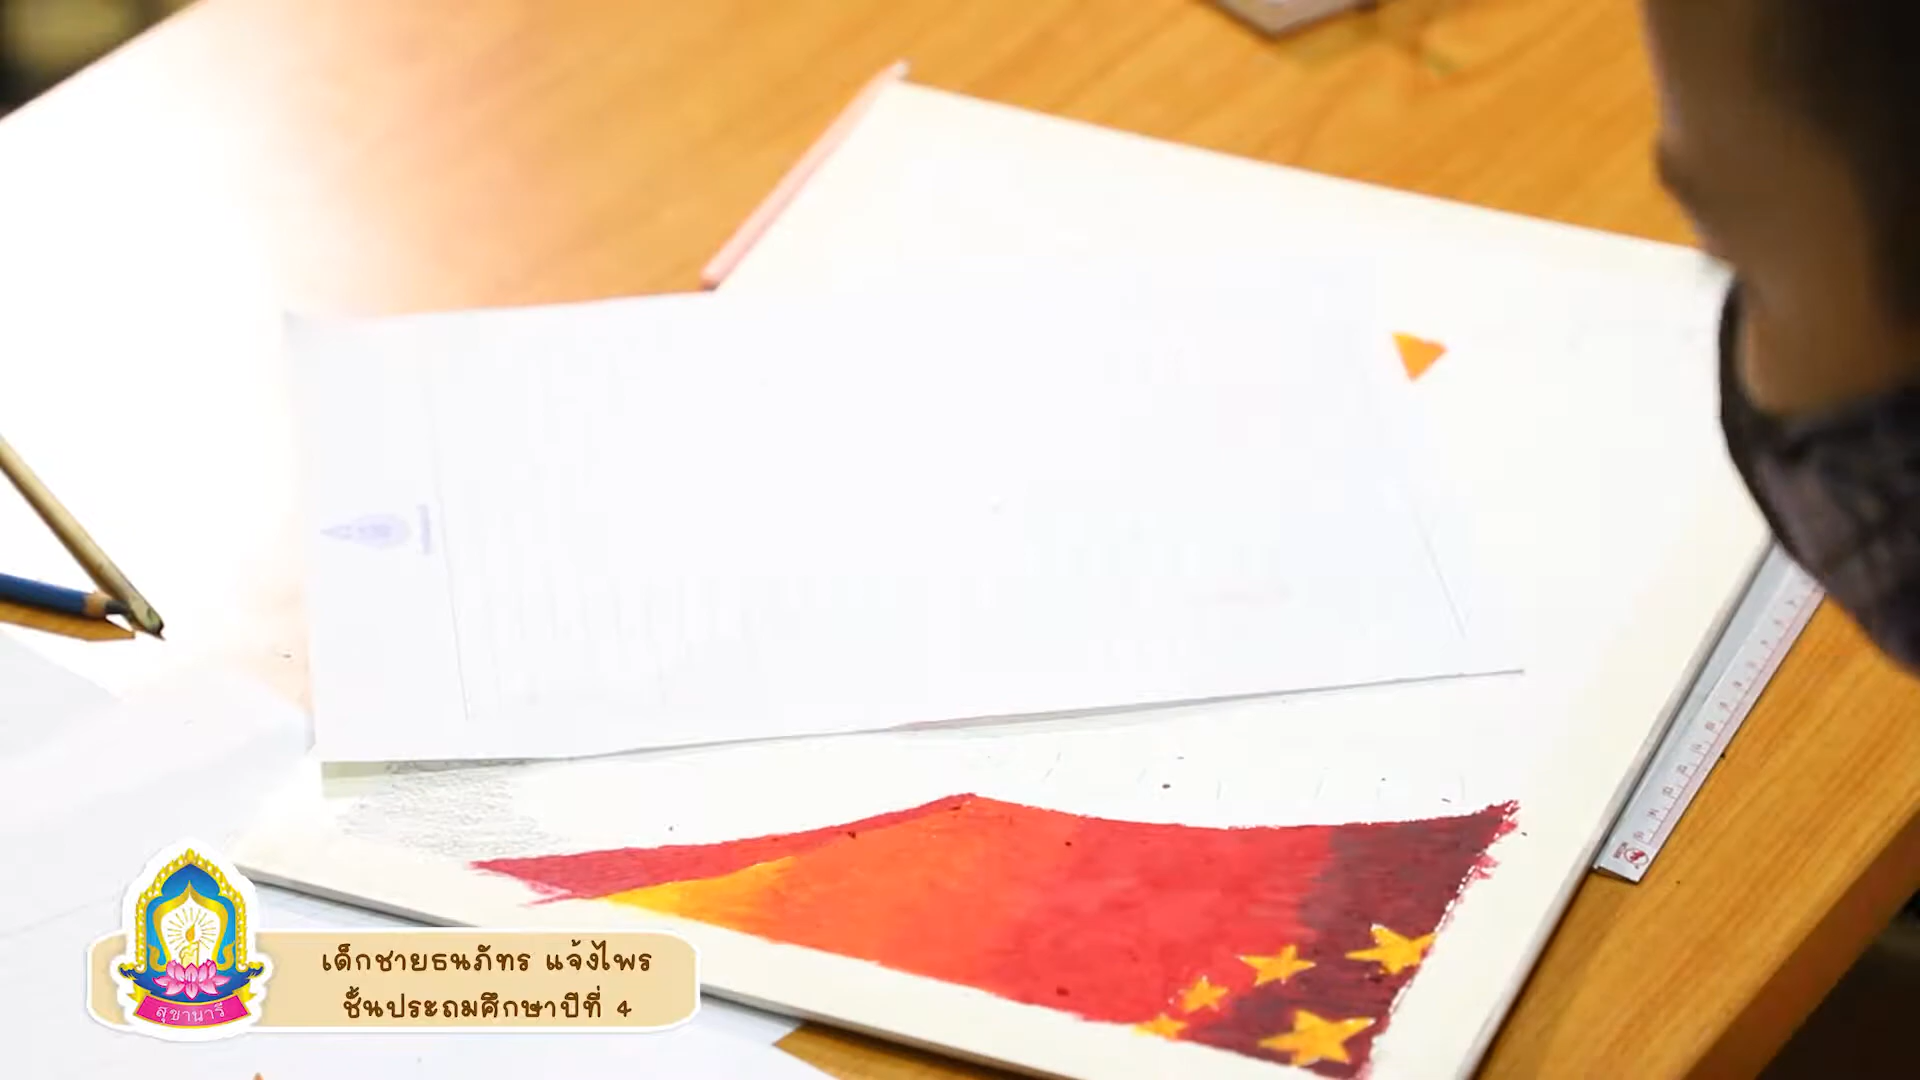 เด็กชายธนภัทร แจ้งไพร
ชั้นประถมศึกษาปีที่ 4
สุขานารี